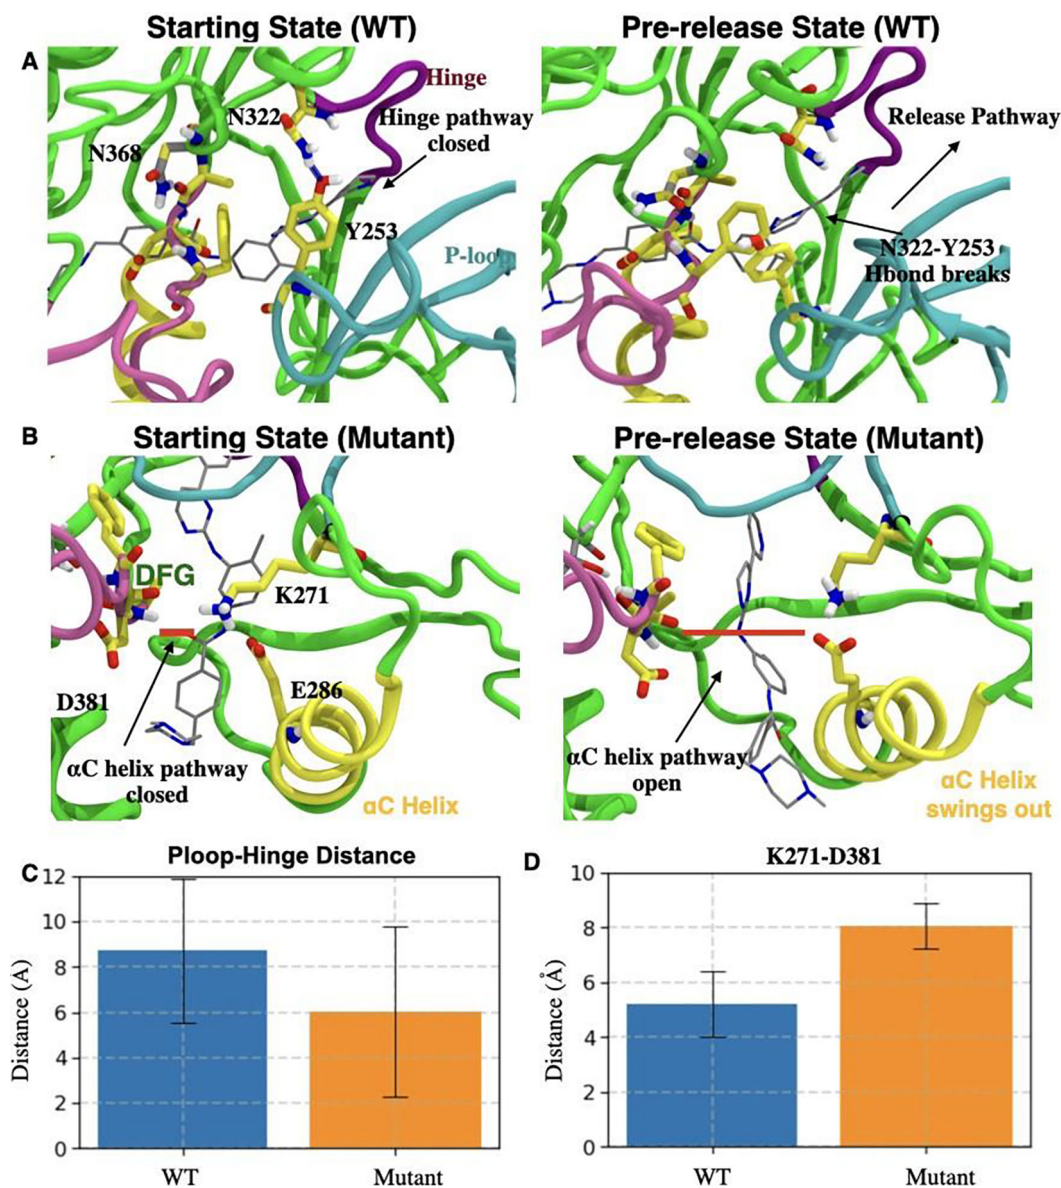 Starting State (WT)
Pre-release State (WT)
A
Hinge
N322
Hinge pathway
closed
N368
Y253
P-loop
Release Pathway
N322-Y253
Hbond breaks
B
Starting State (Mutant)
Pre-release State (Mutant)
DFG
K271
D381
E286
αC helix pathway
closed
αC Helix
αC helix pathway
open
αC Helix
swings out
C
Ploop-Hinge Distance
Distance (A)
12
10
8
6
4
2
0
WT
Mutant
D
K271-D381
Distance (Å)
10
8
6
4
2
0
WT
Mutant